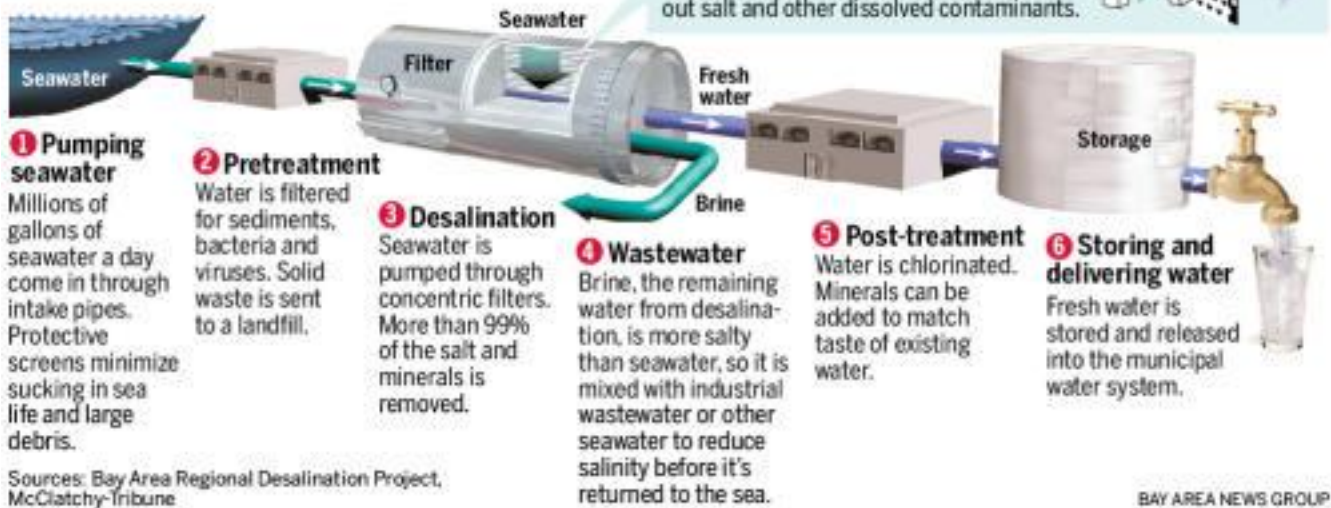 out salt and other dissolved contaminants.
Seawater
Seawater
Filter
Fresh
water
Storage
Brine
1 Pumping
seawater
Millions of
gallons of
seawater a day
come in through
intake pipes.
Protective
screens minimize
sucking in sea
life and large
debris.
2 Pretreatment
Water is filtered
for sediments,
bacteria and
viruses. Solid
waste is sent
to a landfill.
3 Desalination
Seawater is
pumped through
concentric filters.
More than 99%
of the salt and
minerals is
removed.
4 Wastewater
Brine, the remaining
water from desalina-
tion, is more salty
than seawater, so it is
mixed with industrial
wastewater or other
seawater to reduce
salinity before it's
returned to the sea.
5 Post-treatment
Water is chlorinated.
Minerals can be
added to match
taste of existing
water.
6 Storing and
delivering water
Fresh water is
stored and released
into the municipal
water system.
Sources: Bay Area Regional Desalination Project,
McClatchy-Tribune
BAY AREA NEWS GROUP